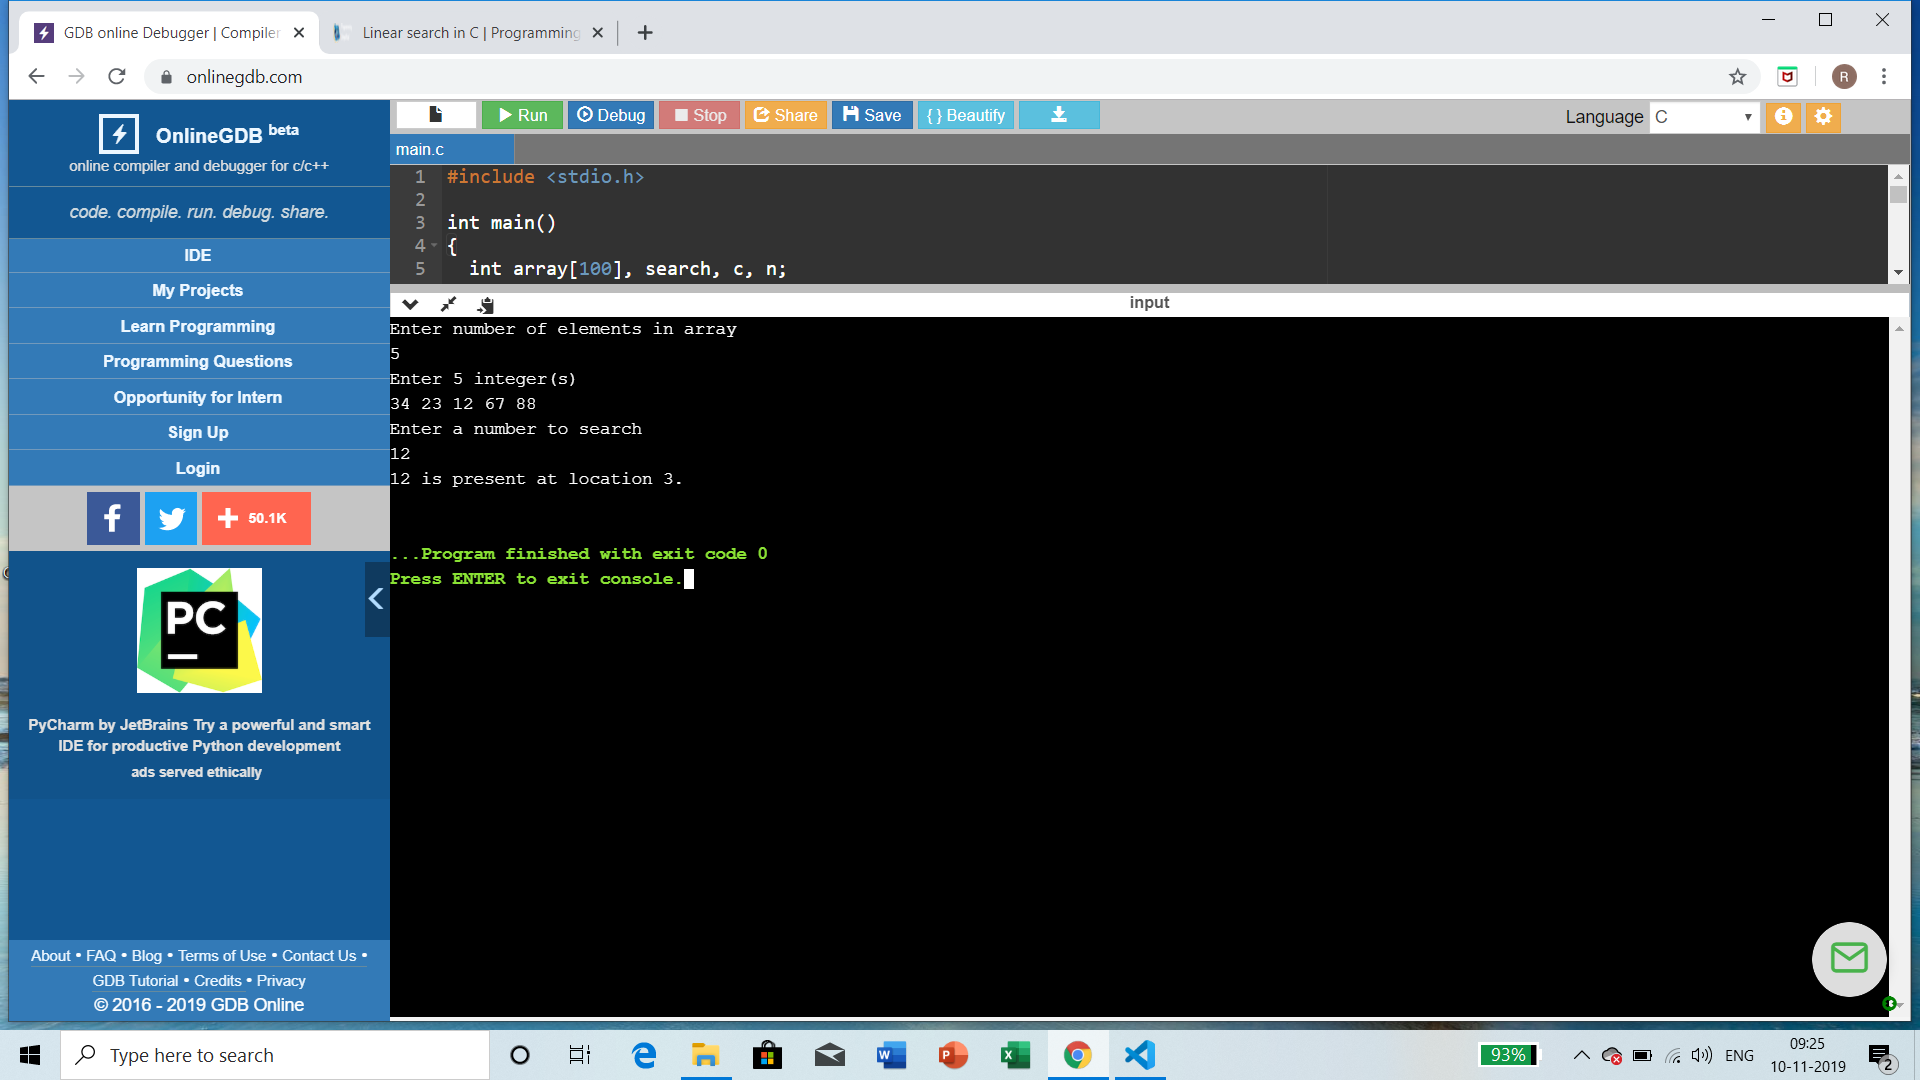 GDB online Debugger | Compiler
Linear search in C | Programming
onlinegdb.com
R
OnlineGDB beta
online compiler and debugger for c/c++
code. compile. run. debug. share.
IDE
My Projects
Learn Programming
Programming Questions
Opportunity for Intern
Sign Up
Login
50.1K
PC
PyCharm by JetBrains Try a powerful and smart
IDE for productive Python development
ads served ethically
About • FAQ • Blog • Terms of Use • Contact Us •
GDB Tutorial • Credits • Privacy
© 2016 - 2019 GDB Online
Run Debug Stop Share Save { } Beautify
Language C
main.c
1 #include <stdio.h>
2
3 int main()
4 {
5 int array[100], search, c, n;
input
Enter number of elements in array
5
Enter 5 integer(s)
34 23 12 67 88
Enter a number to search
12
12 is present at location 3.
...Program finished with exit code 0
Press ENTER to exit console.
Type here to search
93%
ENG
09:25
10-11-2019
2